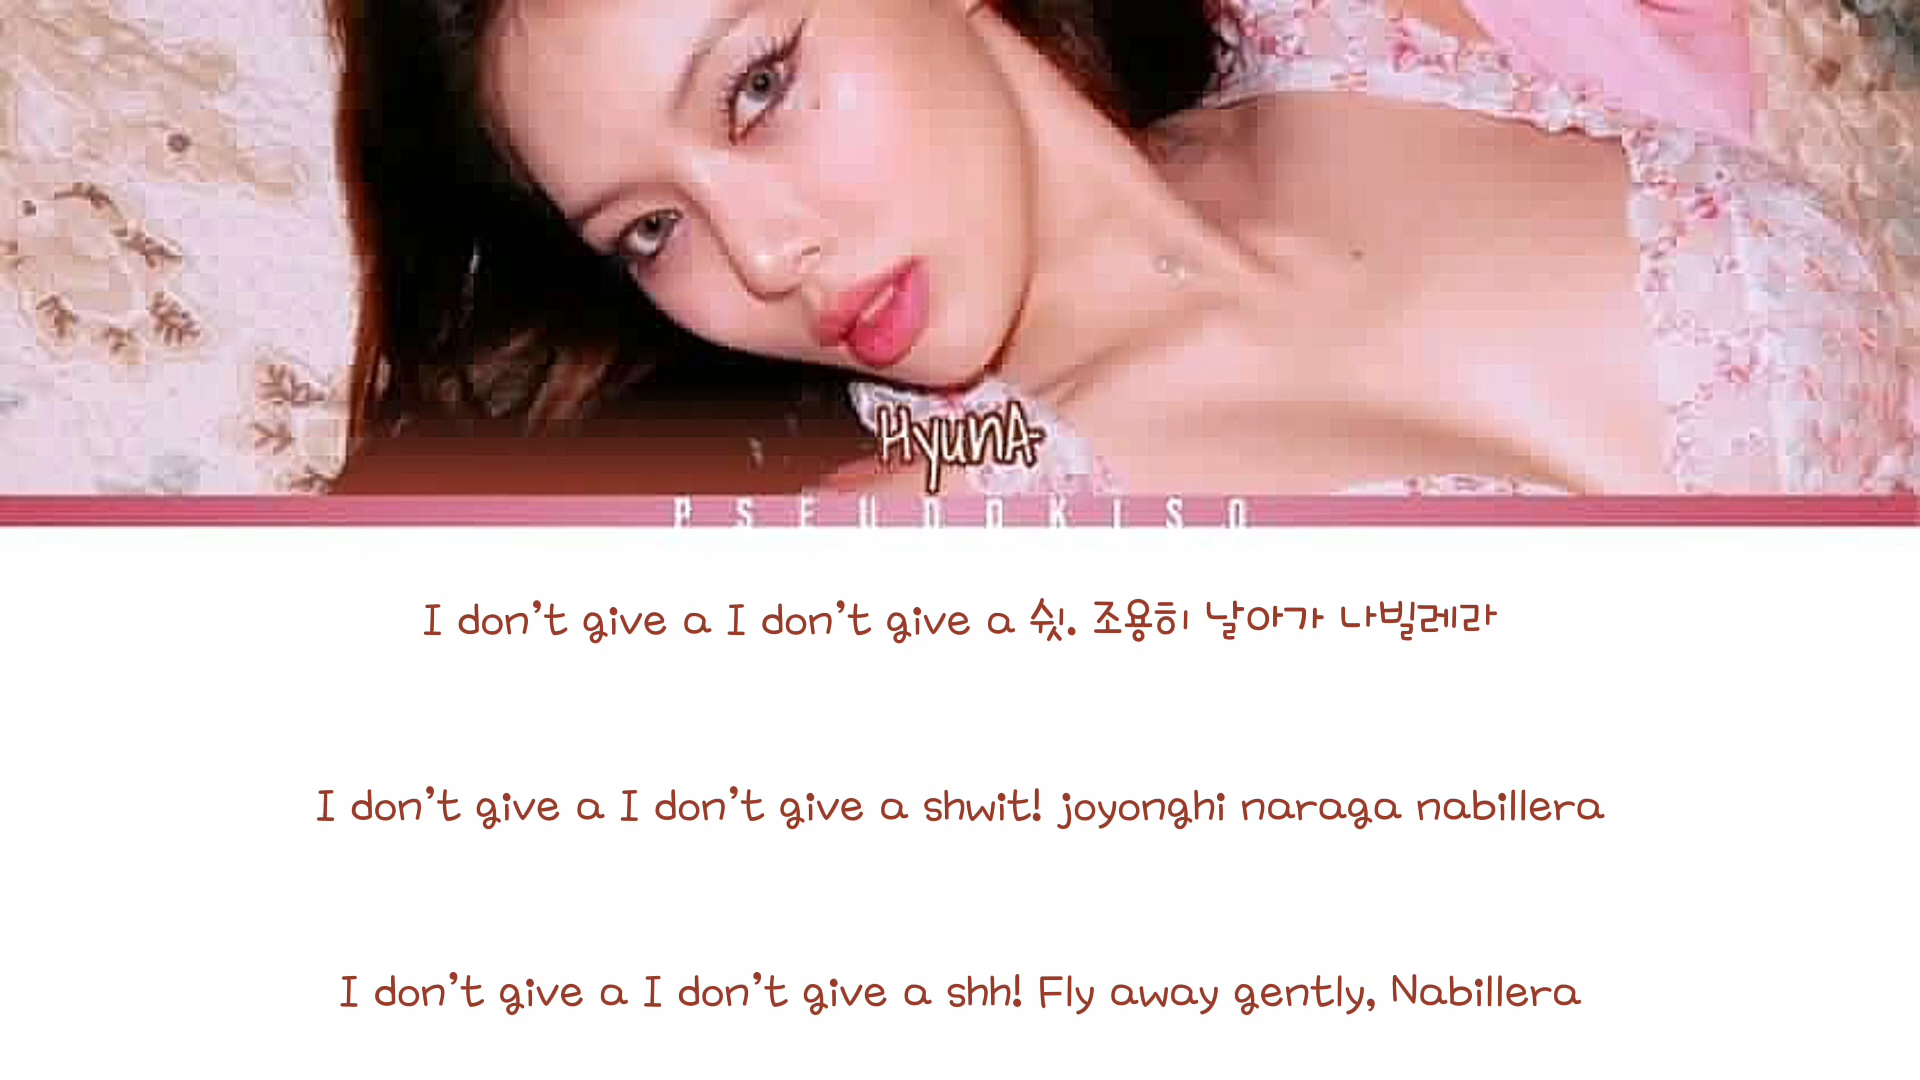 HyunA
PSEUDOKISO
I don't give a I don't give a 쉿. 조용히 날아가 나빌레라
I don't give a I don't give a shwit! joyonghi naraga nabillera
I don't give a I don't give a shh! Fly away gently, Nabillera